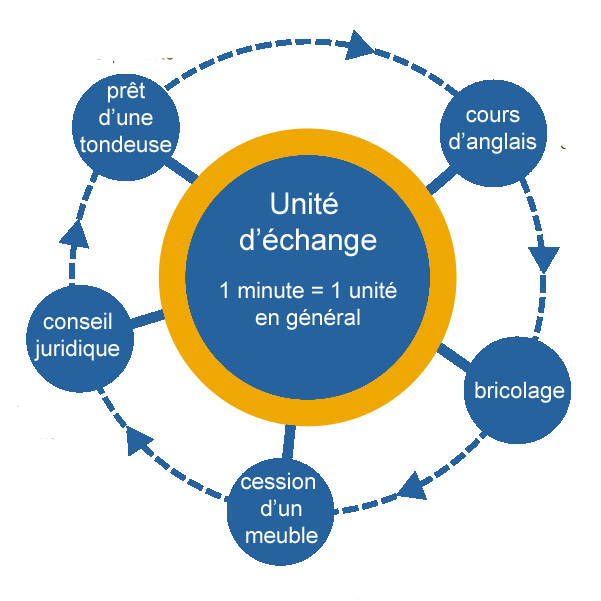 prêt
d'une
tondeuse
cours
d'anglais
Unité
d'échange
1 minute = 1 unité
en général
conseil
juridique
bricolage
cession
d'un
meuble